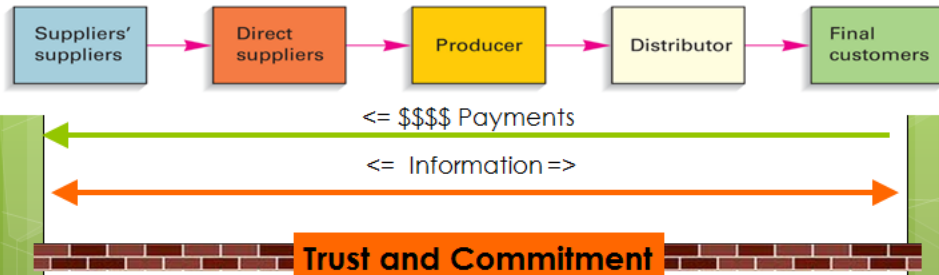 Suppliers'
suppliers
Direct
suppliers
Producer
Distributor
Final
customers
<= $$$$ Payments
<= Information =>
Trust and Commitment